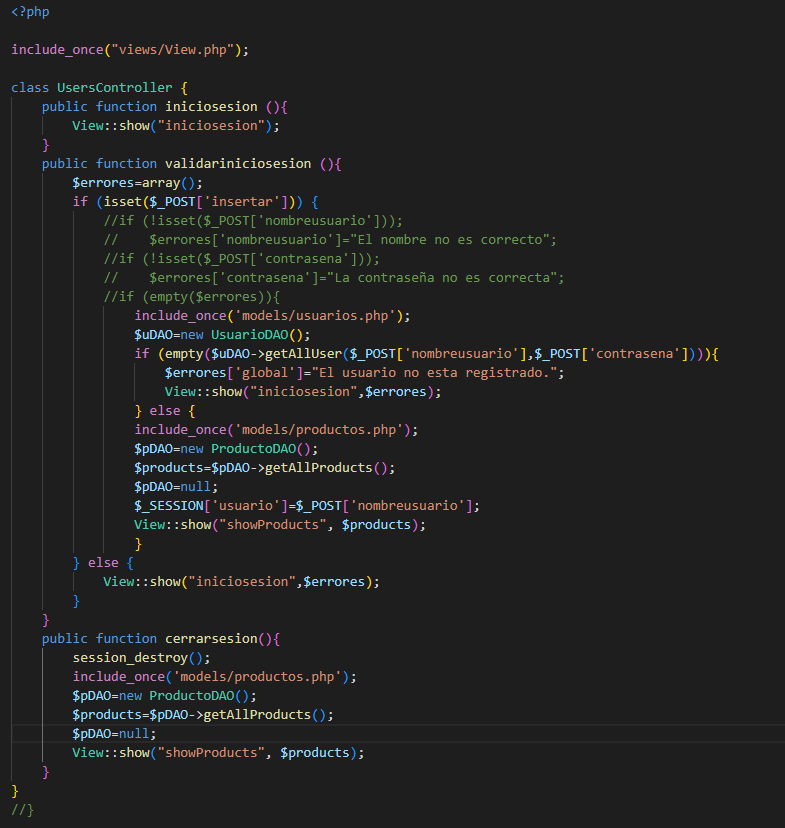 <?php

include_once("views/View.php");

class UsersController {
    public function iniciosesion (){
        View::show("iniciosesion");
    }
    public function validariniciosesion (){
        $errores=array();
        if (isset($_POST['insertar'])) {
            //if (!isset($_POST['nombreusuario']));
            //    $errores['nombreusuario']="El nombre no es correcto";
            //if (!isset($_POST['contrasena']));
            //    $errores['contrasena']="La contraseña no es correcta";
            //if (empty($errores)){
                include_once('models/usuarios.php');
                $uDAO=new UsuarioDAO();
                if (empty($uDAO->getAllUser($_POST['nombreusuario'],$_POST['contrasena']))){
                    $errores['global']="El usuario no esta registrado.";
                    View::show("iniciosesion",$errores);
                } else {
                include_once('models/productos.php');
                $pDAO=new ProductoDAO();
                $products=$pDAO->getAllProducts();
                $pDAO=null;
                $_SESSION['usuario']=$_POST['nombreusuario'];
                View::show("showProducts", $products);
                }
        } else {
            View::show("iniciosesion",$errores);
        }
    }
    public function cerrarsesion(){
        session_destroy();
        include_once('models/productos.php');
        $pDAO=new ProductoDAO();
        $products=$pDAO->getAllProducts();
        $pDAO=null;
        View::show("showProducts", $products);
    }
}
//}